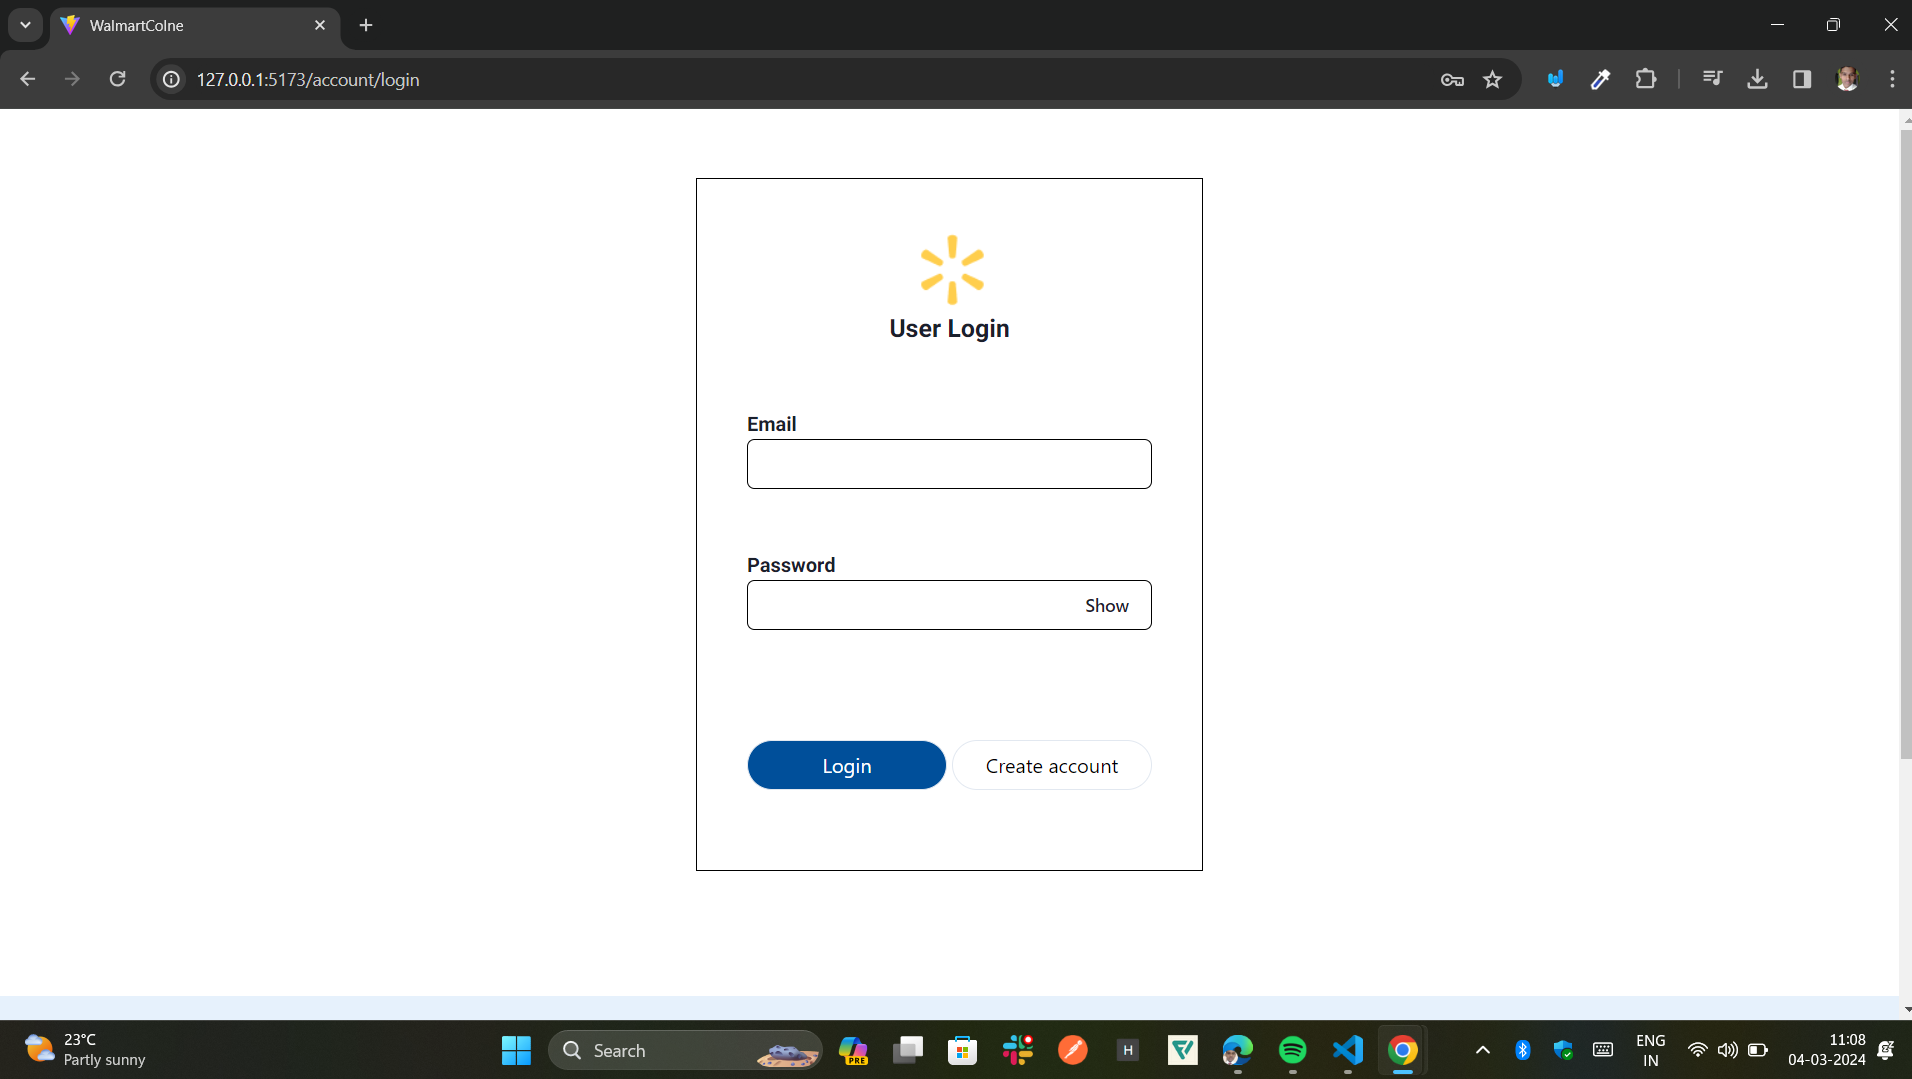 WalmartColne
127.0.0.1:5173/account/login
User Login
Email
Password
Show
Login
Create account
23°C
Partly sunny
Search
PRE
H
ENG
IN
11:08
04-03-2024